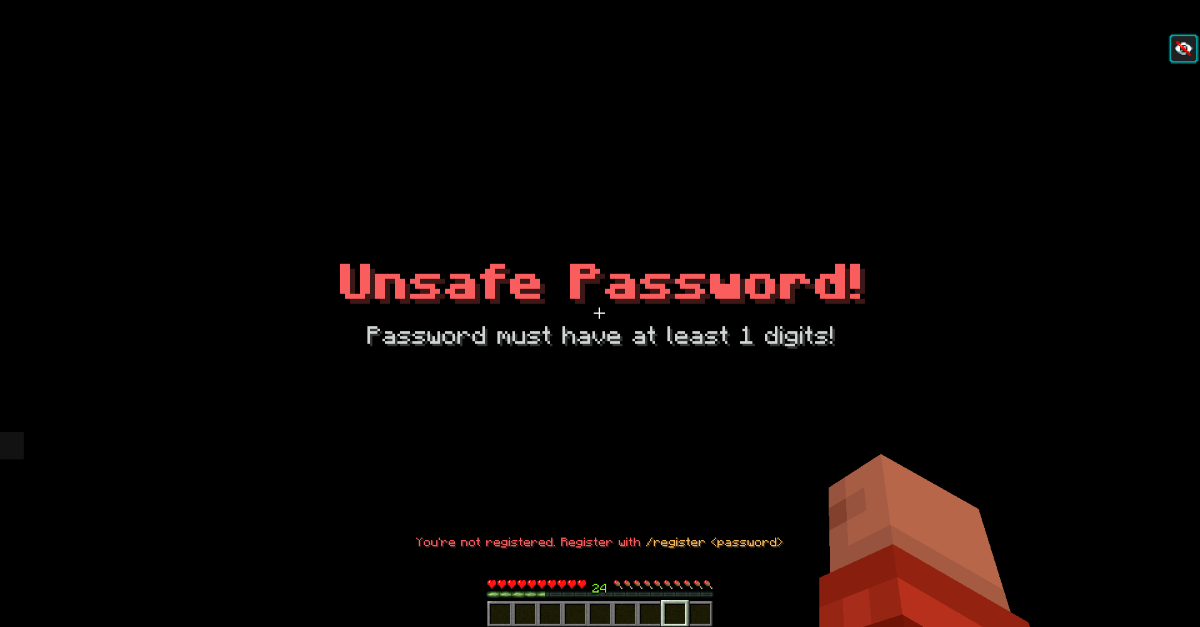 Unsafe Password!
Password must have at least 1 digits!
You're not registered. Register with /register <password>
24